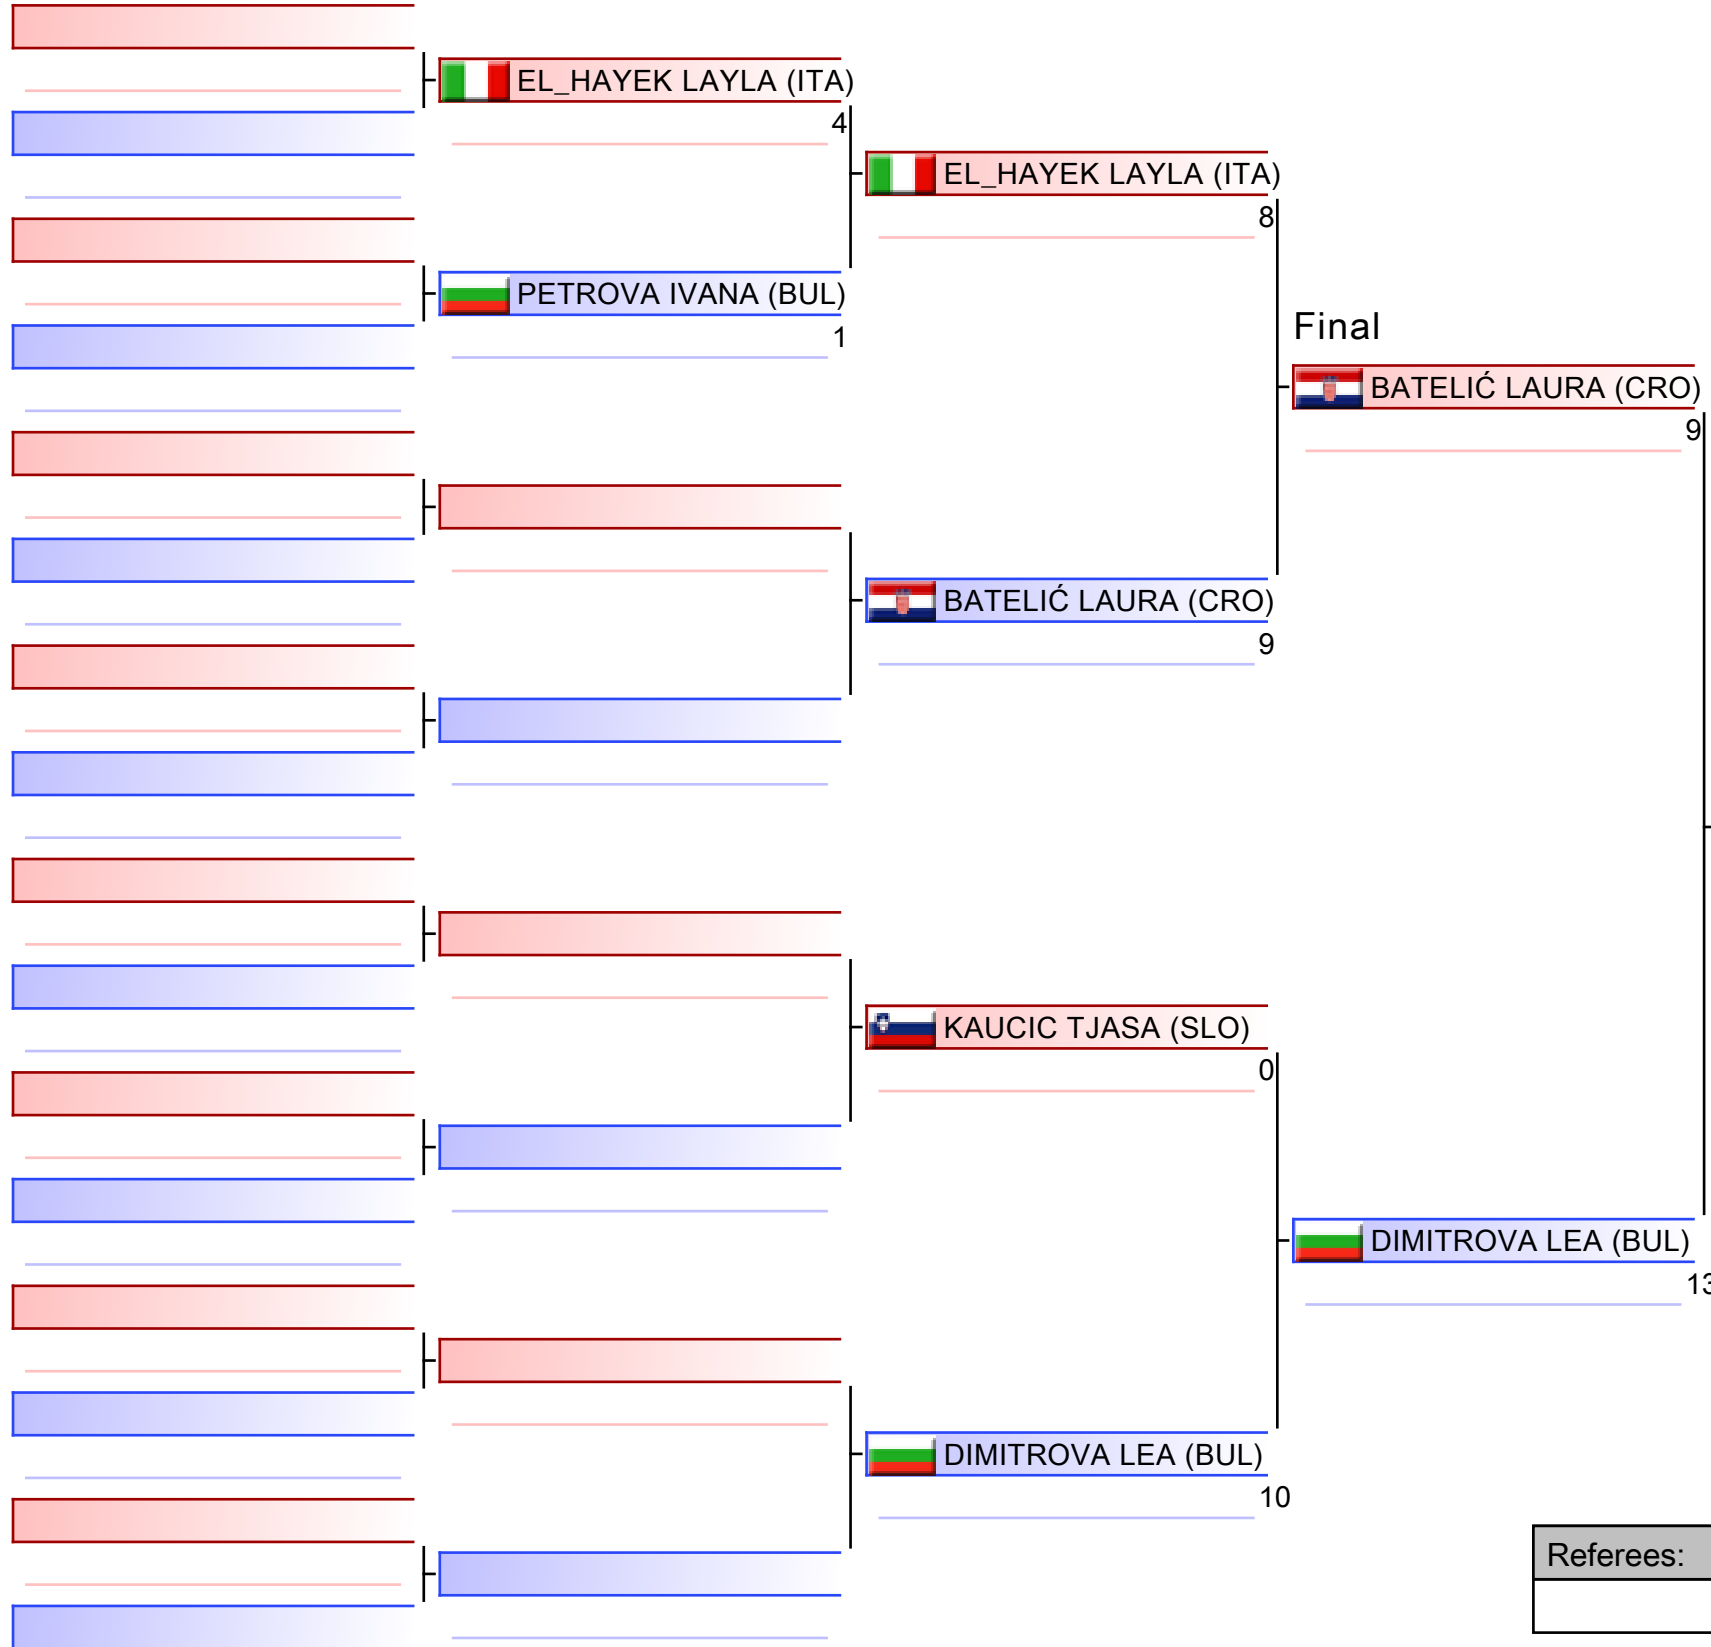 EL_HAYEK LAYLA (ITA)
4
EL_HAYEK LAYLA (ITA)
8
PETROVA IVANA (BUL)
1
Final
BATELIĆ LAURA (CRO)
9
BATELIĆ LAURA (CRO)
9
KAUCIC TJASA (SLO)
0
DIMITROVA LEA (BUL)
13
DIMITROVA LEA (BUL)
10
Referees: